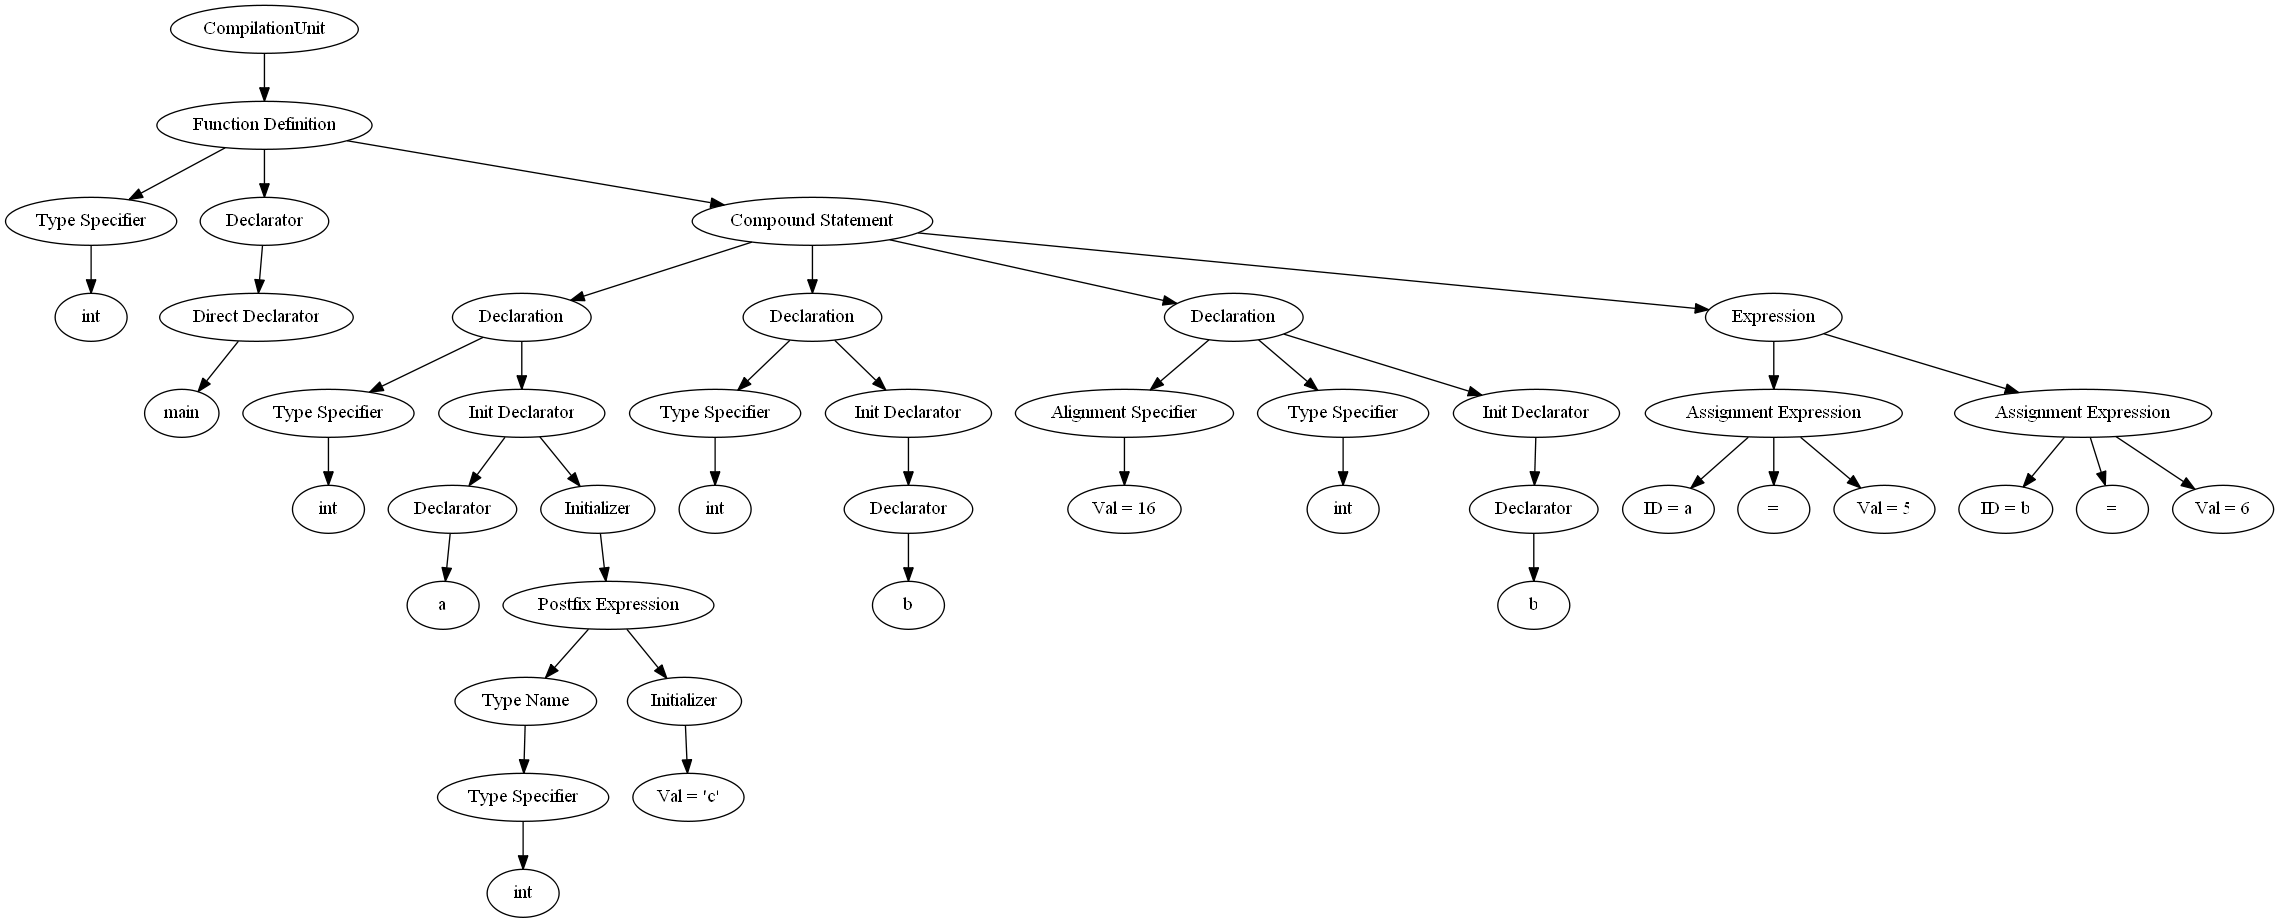 CompilationUnit
Function Definition
Type Specifier
Declarator
Compound Statement
int
Direct Declarator
Declaration
Declaration
Declaration
Expression
main
Type Specifier
Init Declarator
Type Specifier
Init Declarator
Alignment Specifier
Type Specifier
Init Declarator
Assignment Expression
Assignment Expression
int
Declarator
Initializer
int
Declarator
Val = 16
int
Declarator
ID = a
=
Val = 5
ID = b
=
Val = 6
a
Postfix Expression
b
b
Type Name
Initializer
Type Specifier
Val = 'c'
int